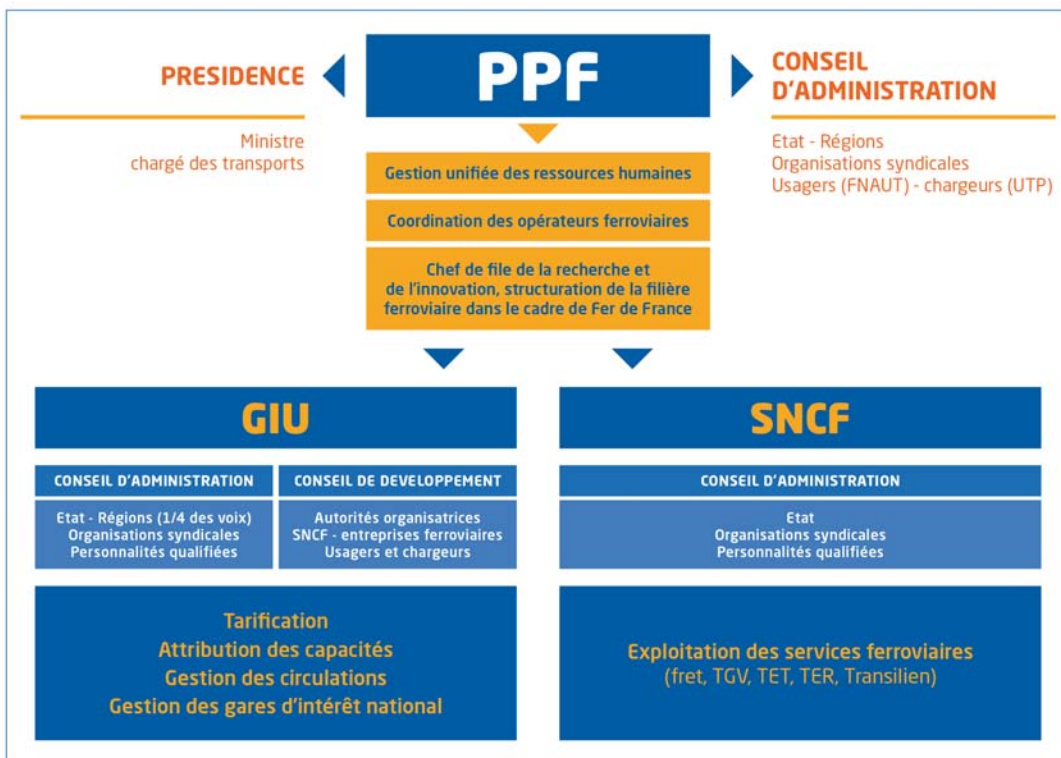 PRESIDENCE
Ministre
chargé des transports
PPF
CONSEIL
D'ADMINISTRATION
Etat - Régions
Organisations syndicales
Usagers (FNAUT) - chargeurs (UTP)
Gestion unifiée des ressources humaines
Coordination des opérateurs ferroviaires
Chef de file de la recherche et
de l'innovation, structuration de la filière
ferroviaire dans le cadre de Fer de France
GIU
CONSEIL D'ADMINISTRATION
Etat - Régions (1/4 des voix)
Organisations syndicales
Personnalités qualifiées
CONSEIL DE DEVELOPPEMENT
Autorités organisatrices
SNCF - entreprises ferroviaires
Usagers et chargeurs
Tarification
Attribution des capacités
Gestion des circulations
Gestion des gares d'intérêt national
SNCF
CONSEIL D'ADMINISTRATION
Etat
Organisations syndicales
Personnalités qualifiées
Exploitation des services ferroviaires
(fret, TGV, TET, TER, Transilien)